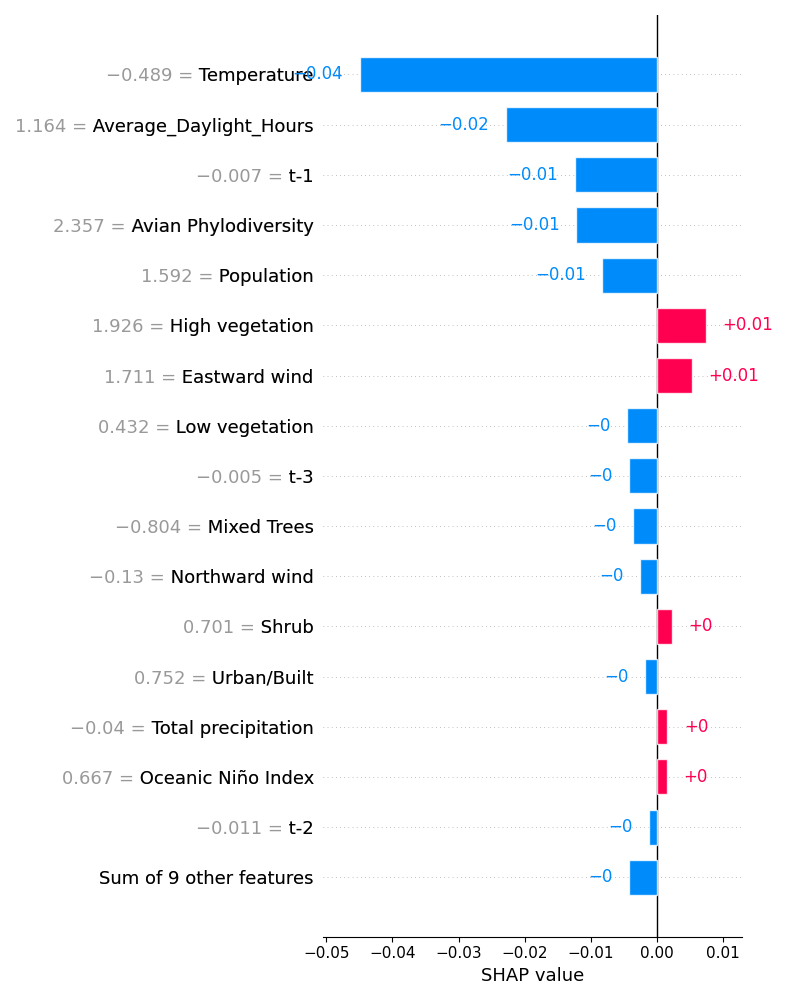 −0.489 = Temperature −0.04
1.164 = Average_Daylight_Hours −0.02
−0.007 = t-1 −0.01
2.357 = Avian Phylodiversity −0.01
1.592 = Population −0.01
1.926 = High vegetation +0.01
1.711 = Eastward wind +0.01
0.432 = Low vegetation −0
−0.005 = t-3 −0
−0.804 = Mixed Trees −0
−0.13 = Northward wind −0
0.701 = Shrub +0
0.752 = Urban/Built −0
−0.04 = Total precipitation +0
0.667 = Oceanic Niño Index +0
−0.011 = t-2 −0
Sum of 9 other features −0
−0.05 −0.04 −0.03 −0.02 −0.01 0.00 0.01
SHAP value